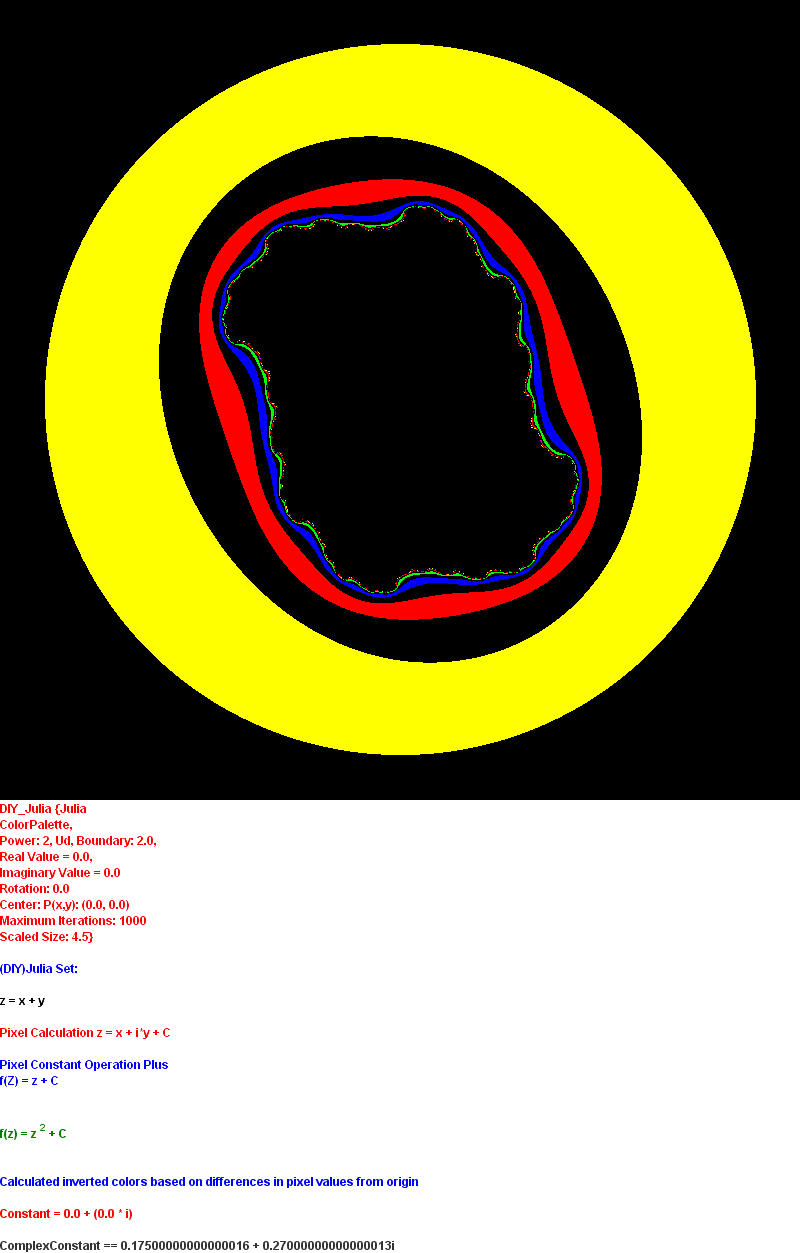 DIY_Julia {Julia
ColorPalette,
Power: 2, Ud, Boundary: 2.0,
Real Value = 0.0,
Imaginary Value = 0.0
Rotation: 0.0
Center: P(x,y): (0.0, 0.0)
Maximum Iterations: 1000
Scaled Size: 4.5}
(DIY)Julia Set:
z = x + y
Pixel Calculation z = x + i*y + C
Pixel Constant Operation Plus
f(Z) = z + C
f(z) = z ² + C
Calculated inverted colors based on differences in pixel values from origin
Constant = 0.0 + (0.0 * i)
ComplexConstant == 0.17500000000000016 + 0.27000000000000013i